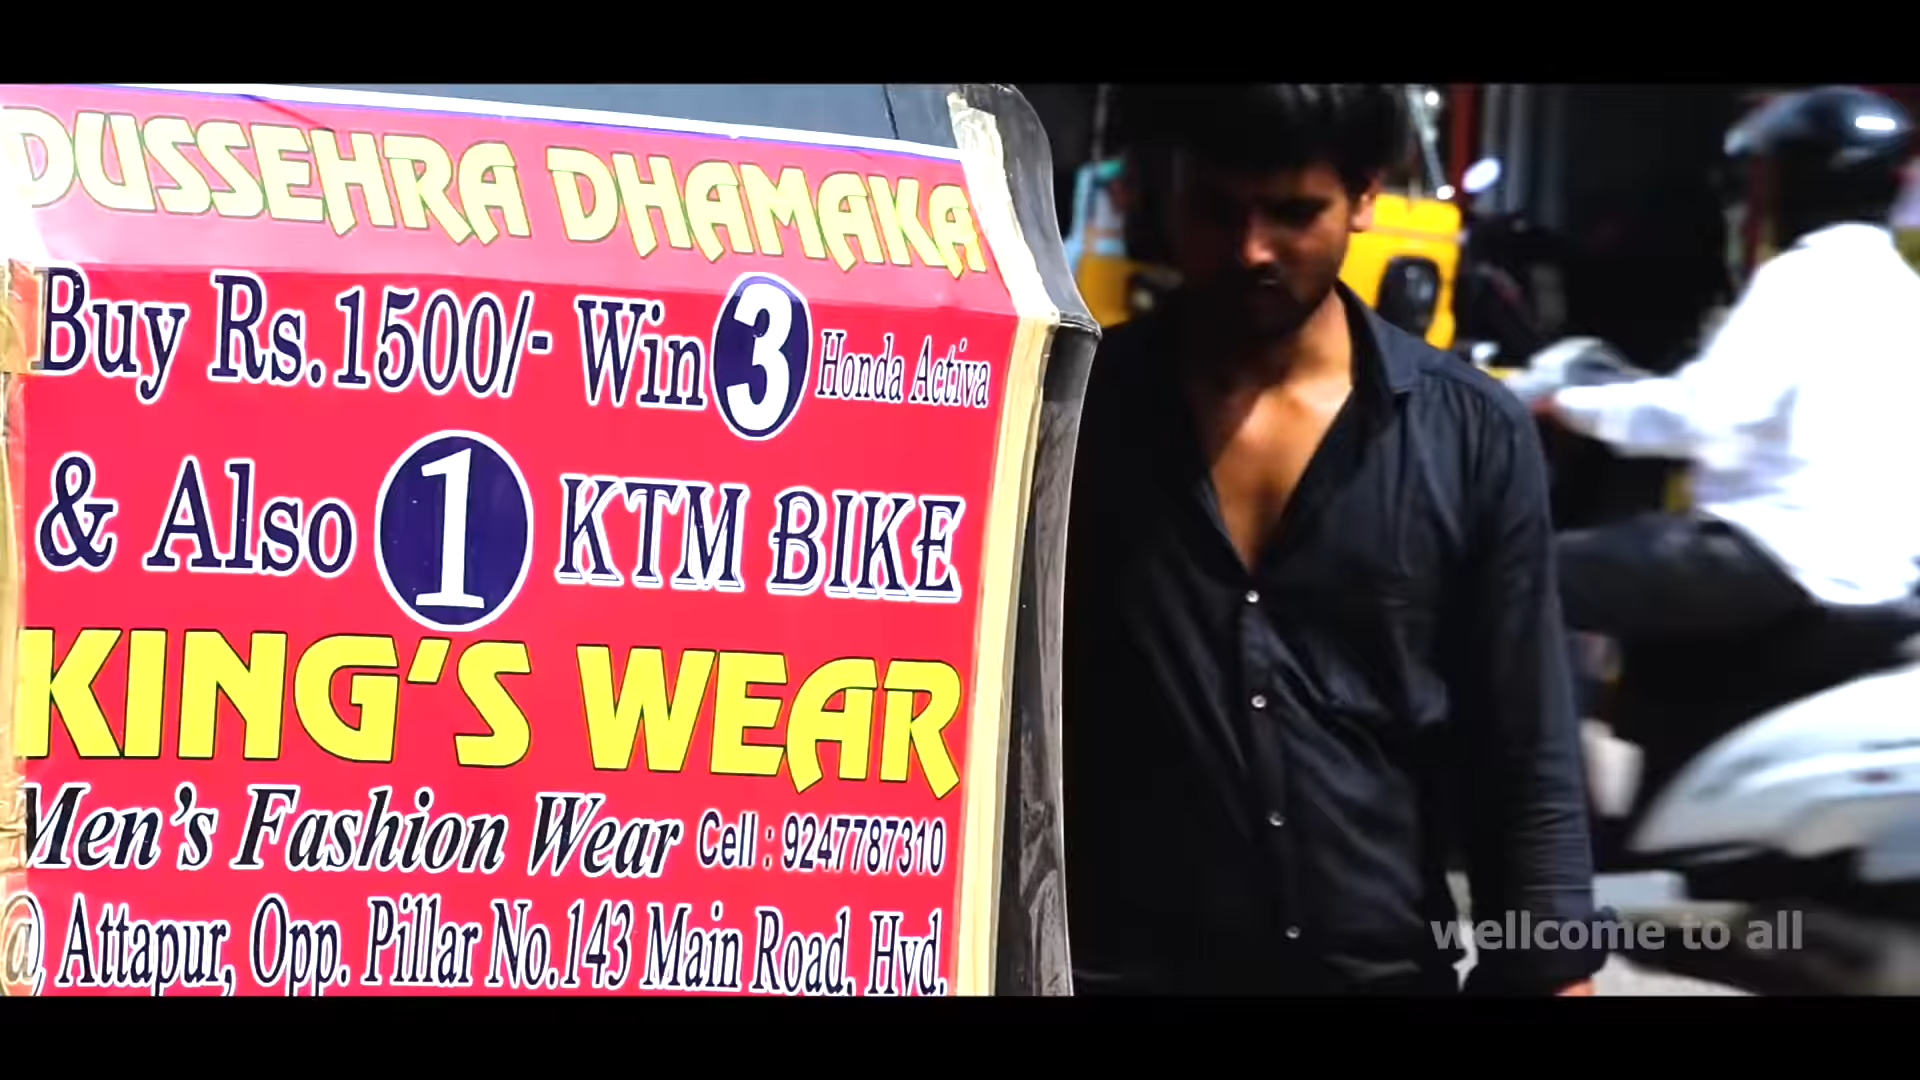 DUSSEHRA DHAMAKA
Buy Rs.1500/- Win 3 Honda Activa
& Also 1 KTM BIKE
KING'S WEAR
Men's Fashion Wear Cell : 9247787310
@ Attapur, Opp. Pillar No.143 Main Road, Hyd.
wellcome to all